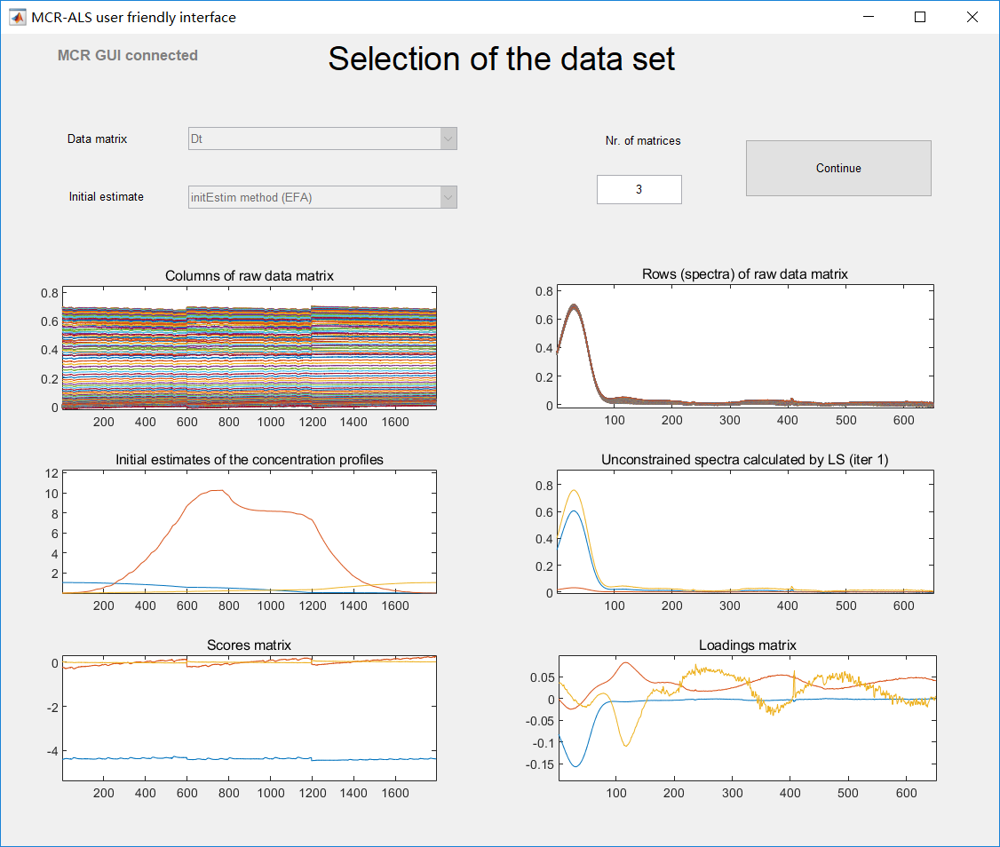 MCR-ALS user friendly interface
MCR GUI connected
Selection of the data set
Data matrix
Dt
Nr. of matrices
Continue
3
Initial estimate
initEstim method (EFA)
Columns of raw data matrix
0.8
0.6
0.4
0.2
0
200 400 600 800 1000 1200 1400 1600
Rows (spectra) of raw data matrix
0.8
0.6
0.4
0.2
0
100 200 300 400 500 600
Initial estimates of the concentration profiles
12
10
8
6
4
2
200 400 600 800 1000 1200 1400 1600
Unconstrained spectra calculated by LS (iter 1)
0.8
0.6
0.4
0.2
0
100 200 300 400 500 600
Scores matrix
0
-2
-4
200 400 600 800 1000 1200 1400 1600
Loadings matrix
0.05
0
-0.05
-0.1
-0.15
100 200 300 400 500 600